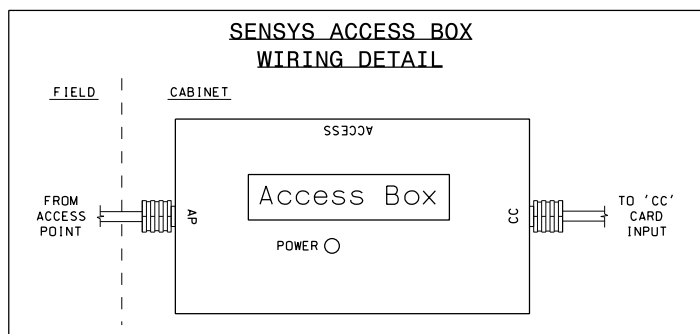 SENSYS ACCESS BOX
WIRING DETAIL
FIELD
CABINET
ACCESS
Access Box
FROM
ACCESS
POINT
AP
CC
TO 'CC'
CARD
INPUT
POWER